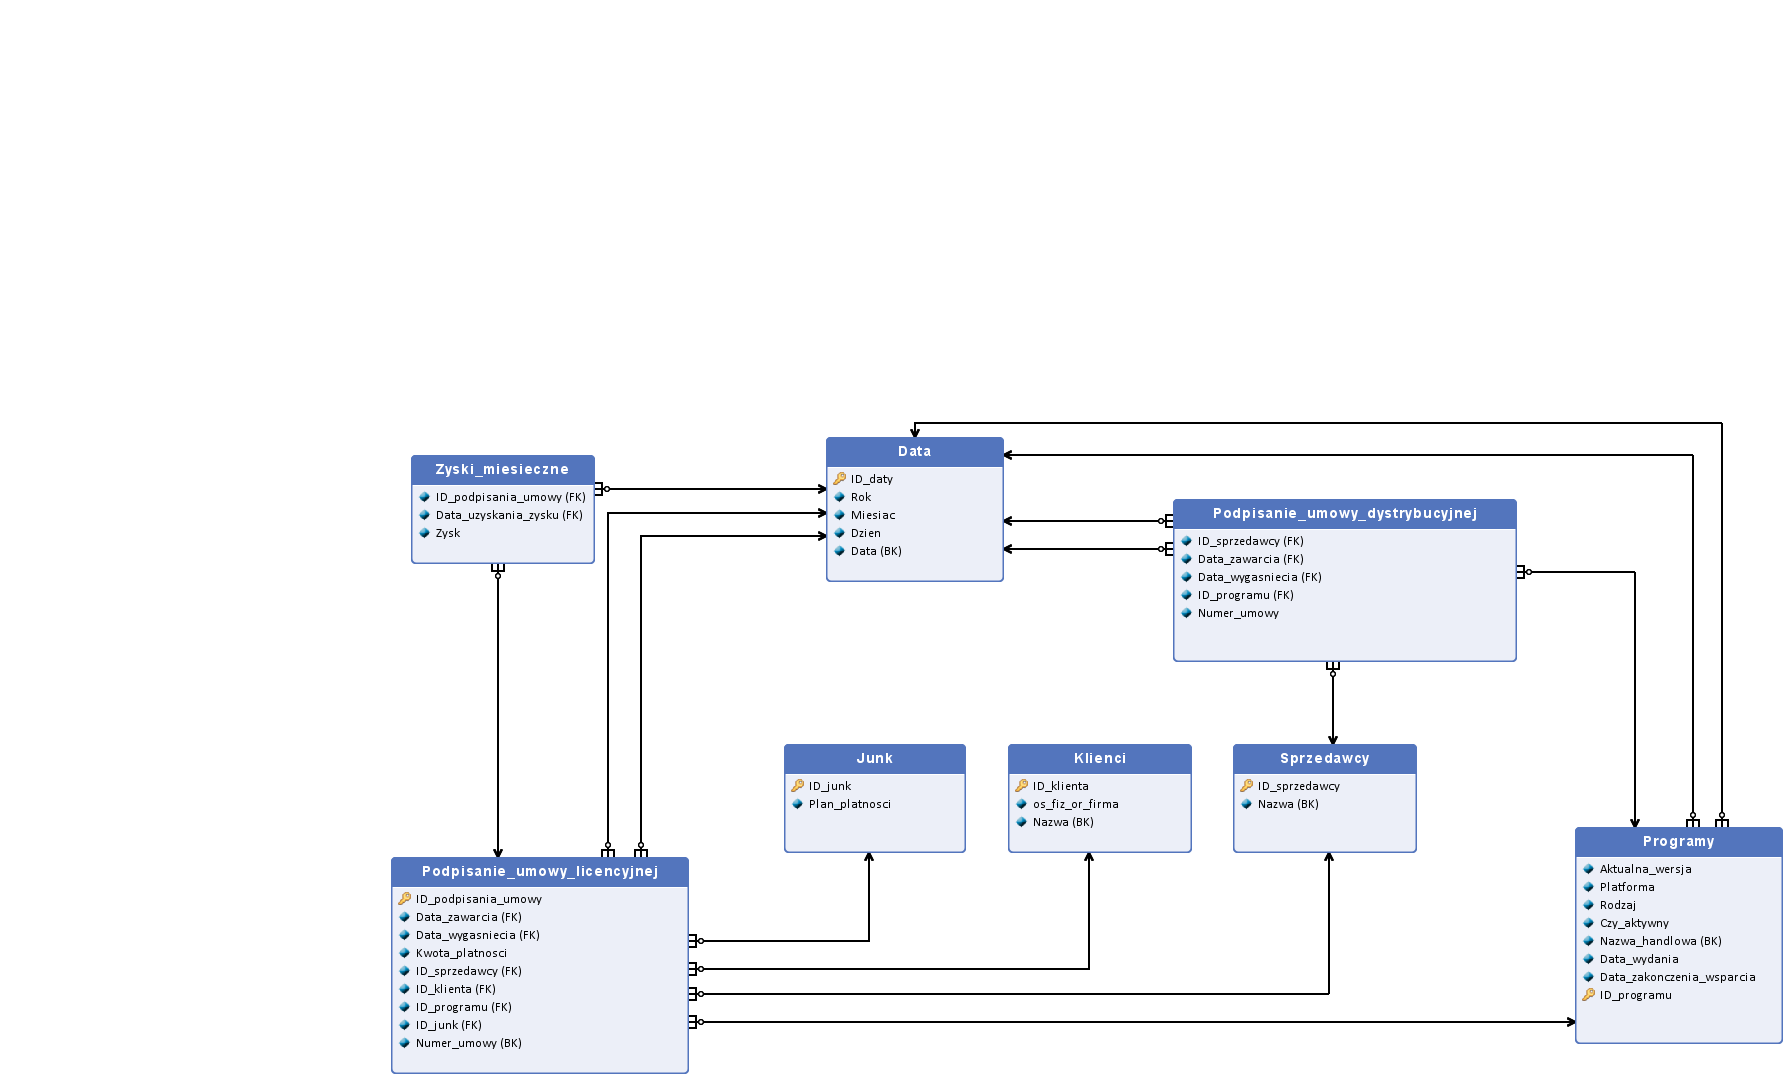 Zyski_miesieczne
ID_podpisania_umowy (FK)
Data_uzyskania_zysku (FK)
Zysk
Data
ID_daty
Rok
Miesiac
Dzien
Data (BK)
Podpisanie_umowy_dystrybucyjnej
ID_sprzedawcy (FK)
Data_zawarcia (FK)
Data_wygasniecia (FK)
ID_programu (FK)
Numer_umowy
Junk
ID_junk
Plan_platnosci
Klienci
ID_klienta
os_fiz_or_firma
Nazwa (BK)
Sprzedawcy
ID_sprzedawcy
Nazwa (BK)
Podpisanie_umowy_licencyjnej
ID_podpisania_umowy
Data_zawarcia (FK)
Data_wygasniecia (FK)
Kwota_platnosci
ID_sprzedawcy (FK)
ID_klienta (FK)
ID_programu (FK)
ID_junk (FK)
Numer_umowy (BK)
Programy
Aktualna_wersja
Platforma
Rodzaj
Czy_aktywny
Nazwa_handlowa (BK)
Data_wydania
Data_zakonczenia_wsparcia
ID_programu